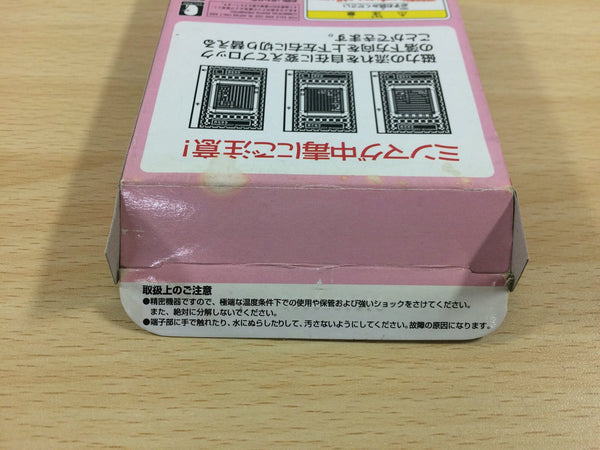 ミンマグ中毒にご注意!
磁力の流れを自在に変えてブロック
の落下方向を上下左右に切り替える
ことができます。
取扱上のご注意
●精密機器ですので、極端な温度条件下での使用や保管および強いショックをさけてください。
また、絶対に分解しないでください。
●端子部に手で触れたり、水にぬらしたりして、汚さないようにしてください。故障の原因になります。